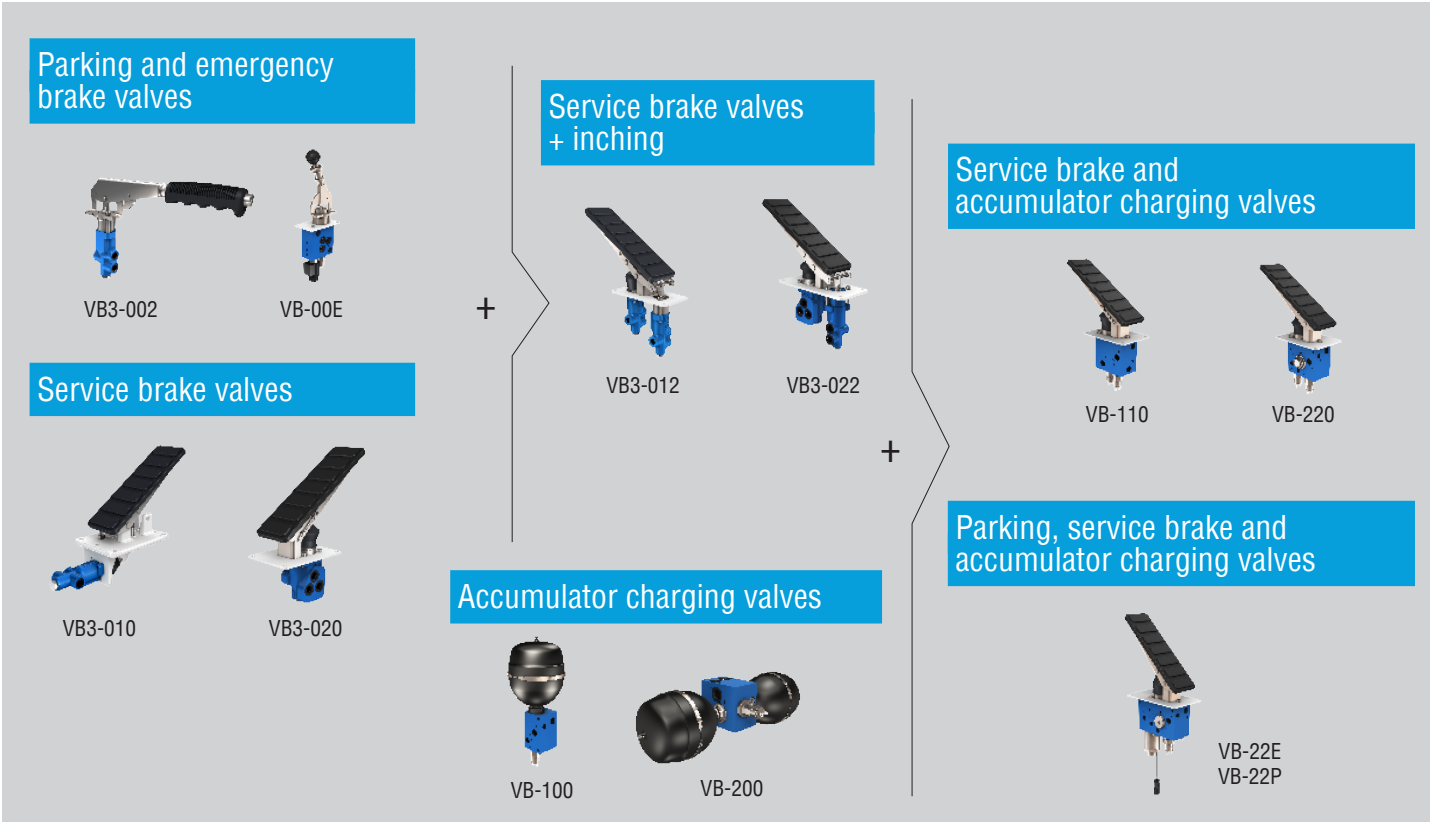 Parking and emergency
brake valves
VB3-002
VB-00E
Service brake valves
VB3-010
VB3-020
+
Service brake valves
+ inching
VB3-012
VB3-022
Accumulator charging valves
VB-100
VB-200
+
Service brake and
accumulator charging valves
VB-110
VB-220
Parking, service brake and
accumulator charging valves
VB-22E
VB-22P